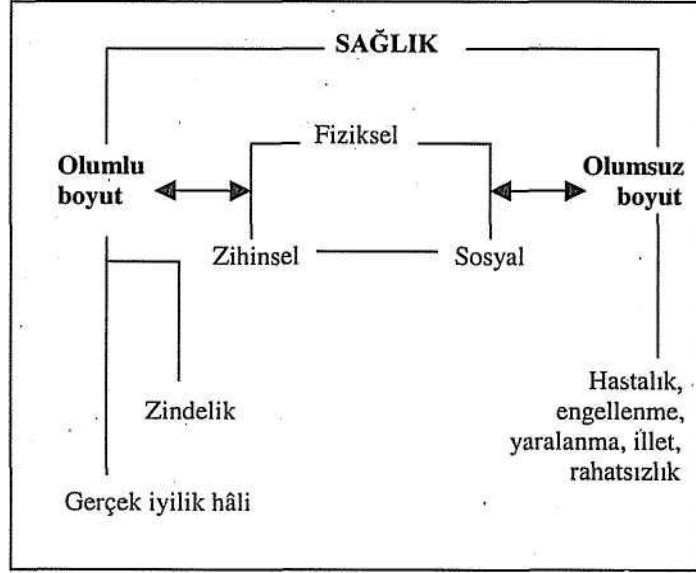 SAĞLIK
Fiziksel
Olumlu
boyut
Olumsuz
boyut
Zihinsel
Sosyal
Zindelik
Gerçek iyilik hâli
Hastalık,
engellenme,
yaralanma, illet,
rahatsızlık